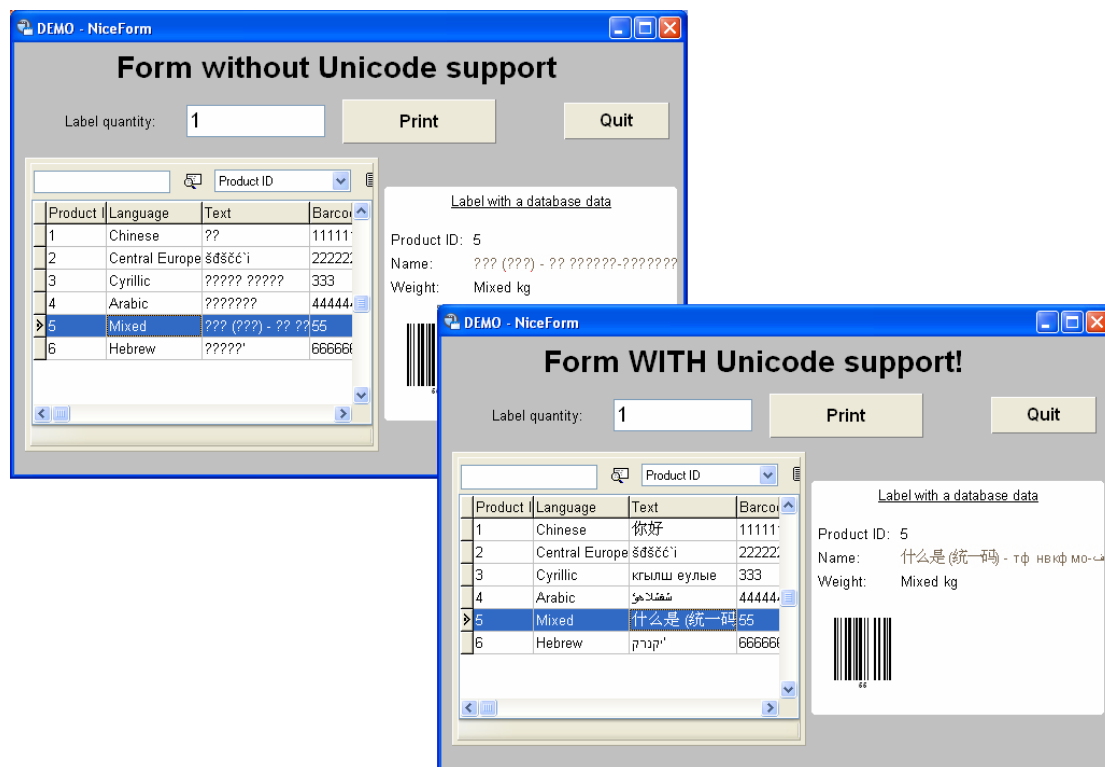 DEMO - NiceForm
Form without Unicode support
Label quantity: 1 Print Quit
Product ID
Product I Language Text Barco
1 Chinese ?? 11111
2 Central Europe šđščć`i 22222
3 Cyrillic ????? ????? 333
4 Arabic ??????? 44444
5 Mixed ??? (???) - ?? ?? 55
6 Hebrew ?????' 66666
Label with a database data
Product ID: 5
Name: ??? (???) - ?? ??????-???????
Weight: Mixed kg
DEMO - NiceForm
Form WITH Unicode support!
Label quantity: 1 Print Quit
Product ID
Product I Language Text Barco
1 Chinese 你好 11111
2 Central Europe šđščć`i 22222
3 Cyrillic кгылш еулые 333
4 Arabic 44444
5 Mixed 什么是 (统一码 55
6 Hebrew יקנרק' 66666
Label with a database data
Product ID: 5
Name: 什么是 (统一码) - тф нвкф мо-
Weight: Mixed kg
66